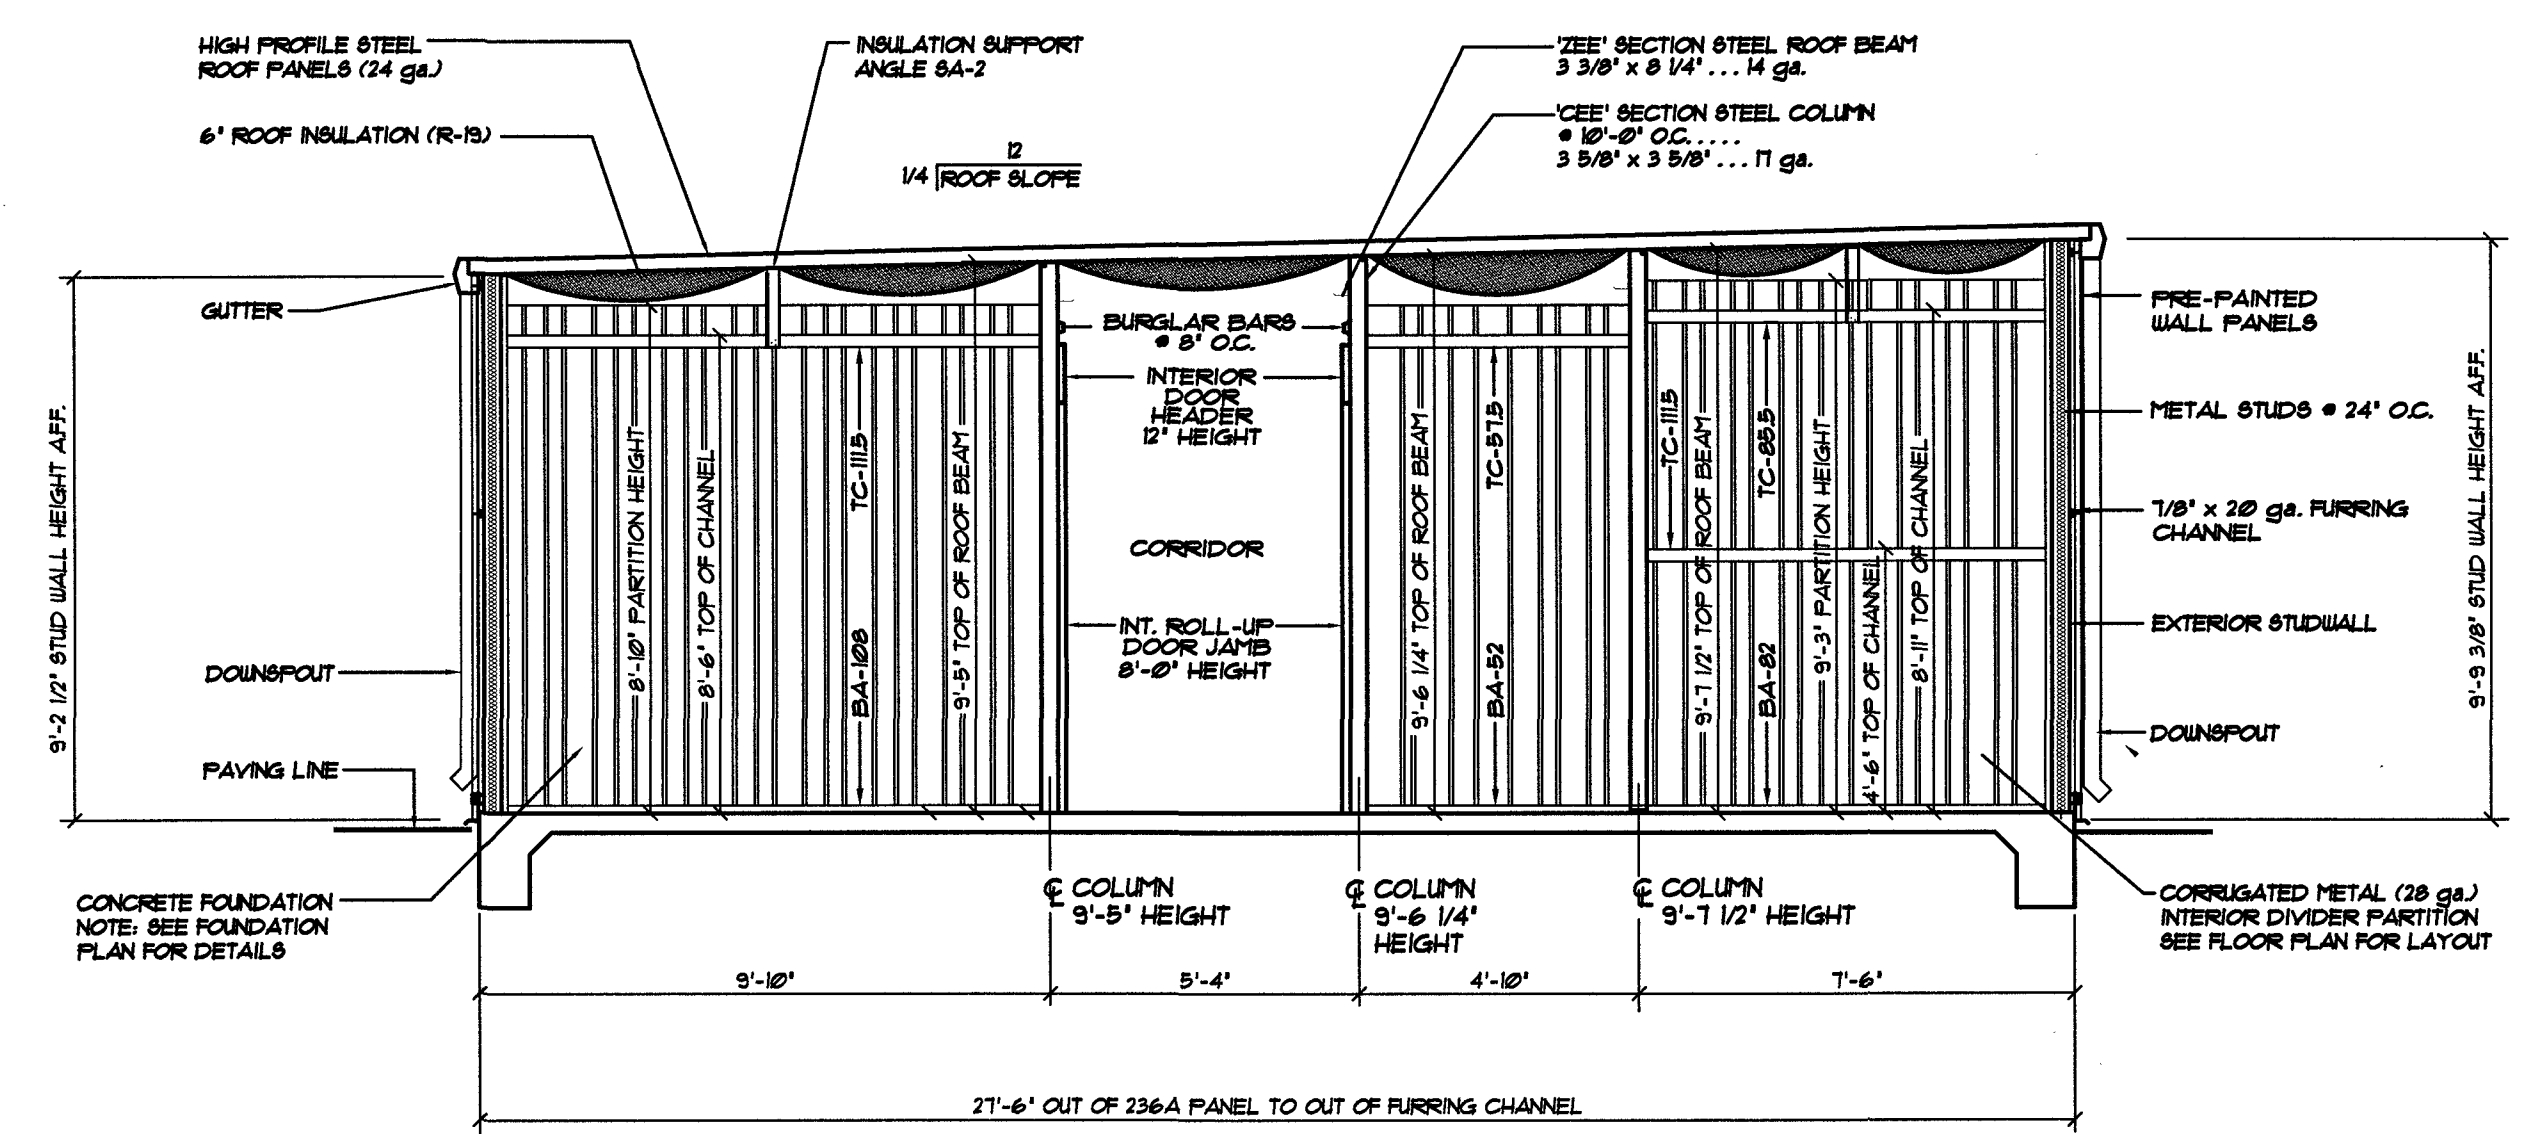 HIGH PROFILE STEEL
ROOF PANELS (24 ga.)
INSULATION SUPPORT
ANGLE SA-2
'ZEE' SECTION STEEL ROOF BEAM
3 3/8" x 8 1/4" ... 14 ga.
6" ROOF INSULATION (R-19)
'CEE' SECTION STEEL COLUMN
@ 10'-0" O.C. . . . .
3 5/8" x 3 5/8" ... 17 ga.
12
1/4 ROOF SLOPE
GUTTER
BURGLAR BARS
@ 8" O.C.
INTERIOR
DOOR
HEADER
12" HEIGHT
PRE-PAINTED
WALL PANELS
METAL STUDS @ 24" O.C.
7/8" x 20 ga. FURRING
CHANNEL
9'-2 1/2" STUD WALL HEIGHT A.F.F.
8'-10" PARTITION HEIGHT
8'-6" TOP OF CHANNEL
TC-111.5
BA-108
9'-5" TOP OF ROOF BEAM
CORRIDOR
INT. ROLL-UP
DOOR JAMB
8'-0" HEIGHT
9'-6 1/4" TOP OF ROOF BEAM
TC-57.5
BA-52
TC-111.5
9'-7 1/2" TOP OF ROOF BEAM
TC-85.5
BA-82
9'-3" PARTITION HEIGHT
4'-6" TOP OF CHANNEL
8'-11" TOP OF CHANNEL
9'-9 3/8" STUD WALL HEIGHT A.F.F.
EXTERIOR STUDWALL
DOWNSPOUT
DOWNSPOUT
PAVING LINE
CONCRETE FOUNDATION
NOTE: SEE FOUNDATION
PLAN FOR DETAILS
℄ COLUMN
9'-5" HEIGHT
℄ COLUMN
9'-6 1/4"
HEIGHT
℄ COLUMN
9'-7 1/2" HEIGHT
CORRUGATED METAL (28 ga.)
INTERIOR DIVIDER PARTITION
SEE FLOOR PLAN FOR LAYOUT
9'-10"
5'-4"
4'-10"
7'-6"
27'-6" OUT OF 236A PANEL TO OUT OF FURRING CHANNEL